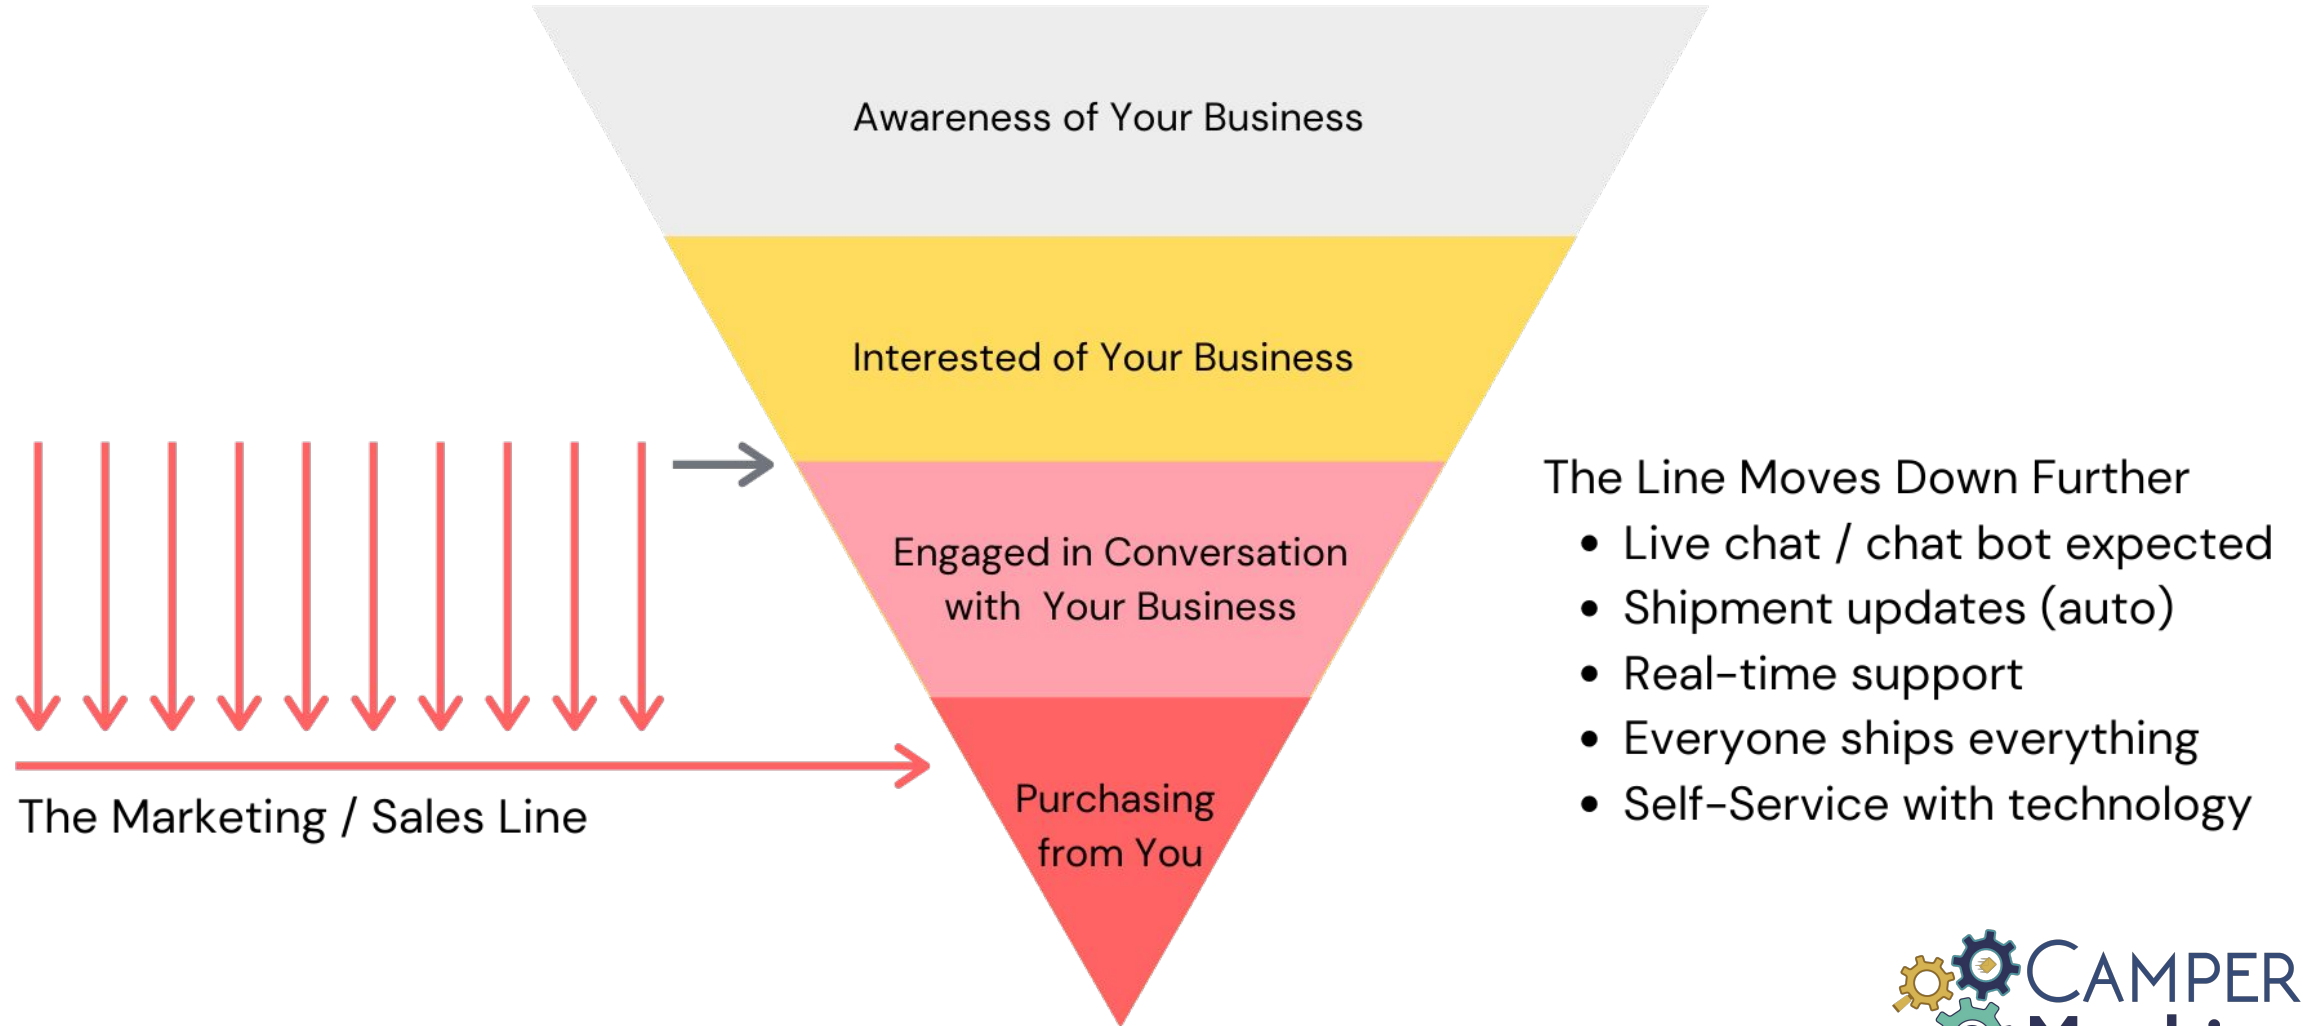 Awareness of Your Business
Interested of Your Business
Engaged in Conversation
with  Your Business
Purchasing
from You
The Marketing / Sales Line
The Line Moves Down Further
• Live chat / chat bot expected
• Shipment updates (auto)
• Real-time support
• Everyone ships everything
• Self-Service with technology
CAMPER